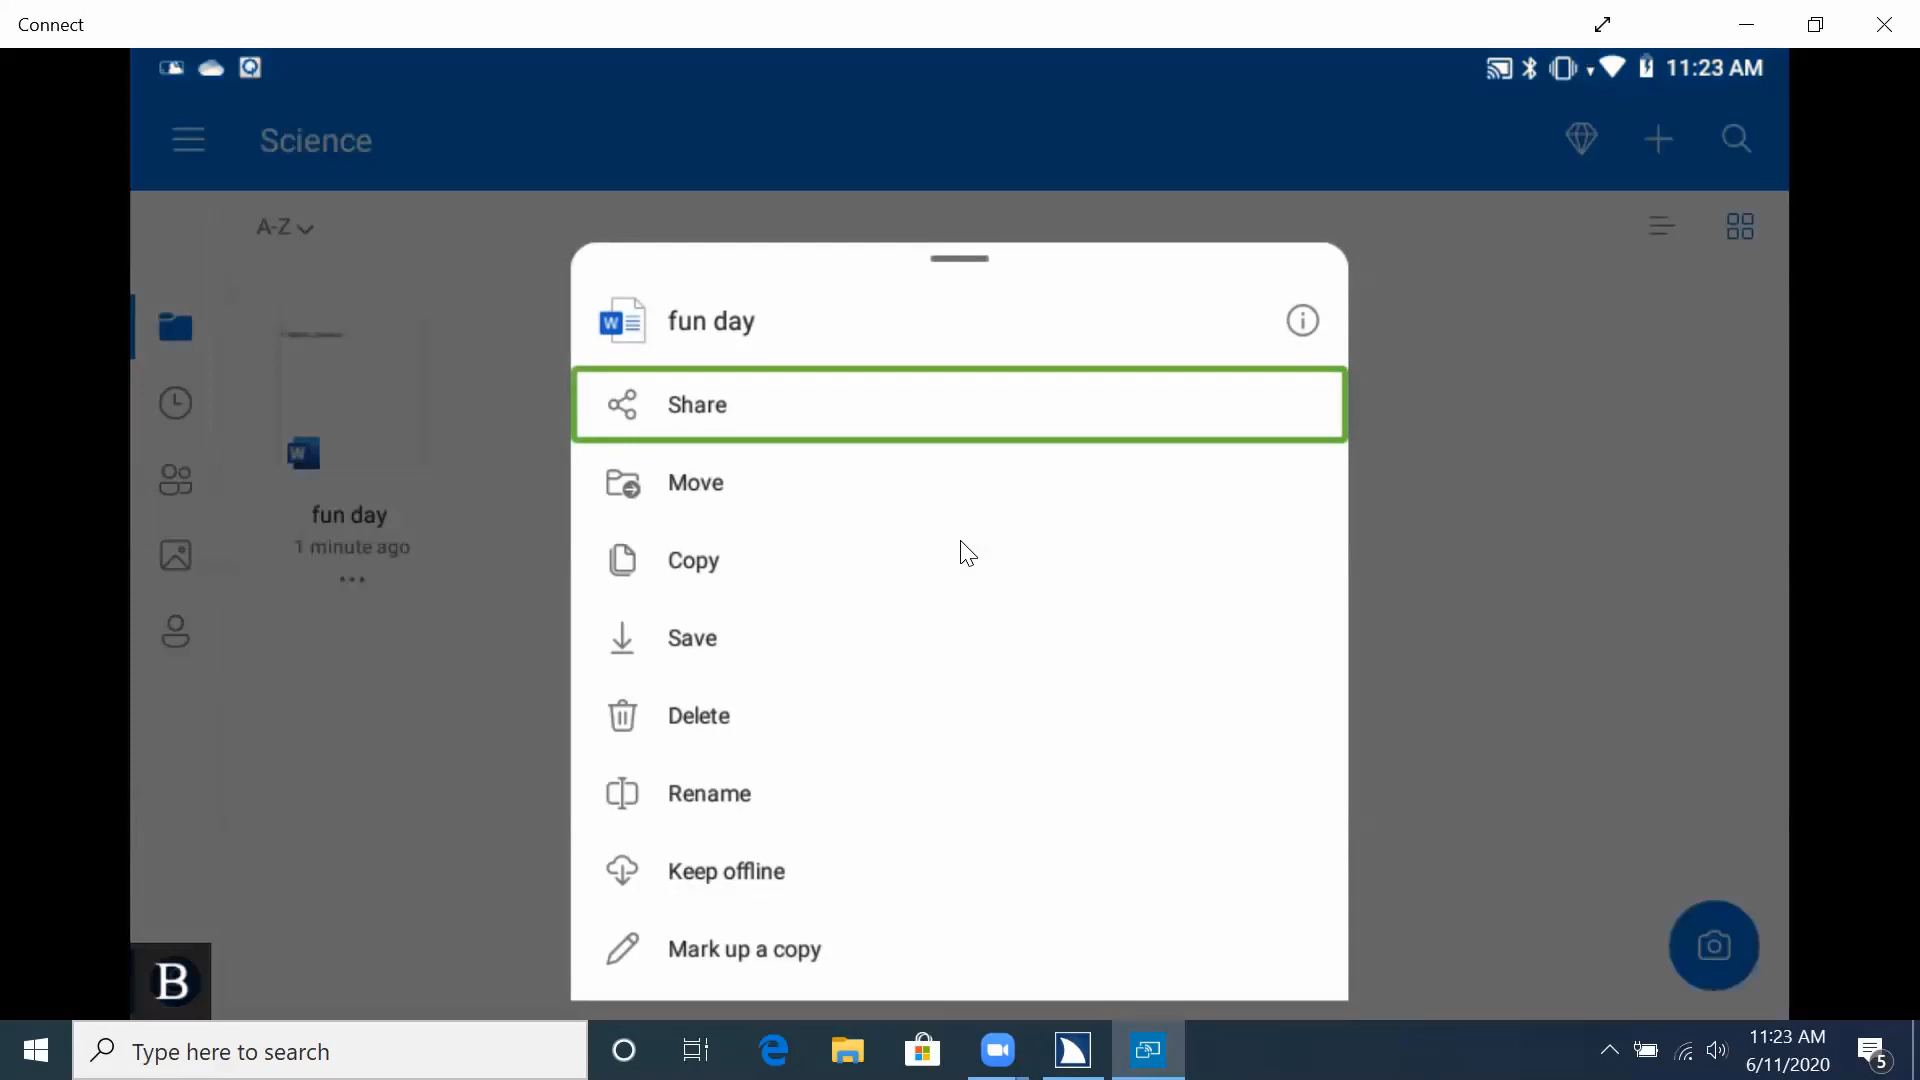 Connect
11:23 AM
Science
A-Z
fun day
Share
Move
Copy
Save
Delete
Rename
Keep offline
Mark up a copy
W
W
fun day
1 minute ago
B
Type here to search
11:23 AM
6/11/2020
5